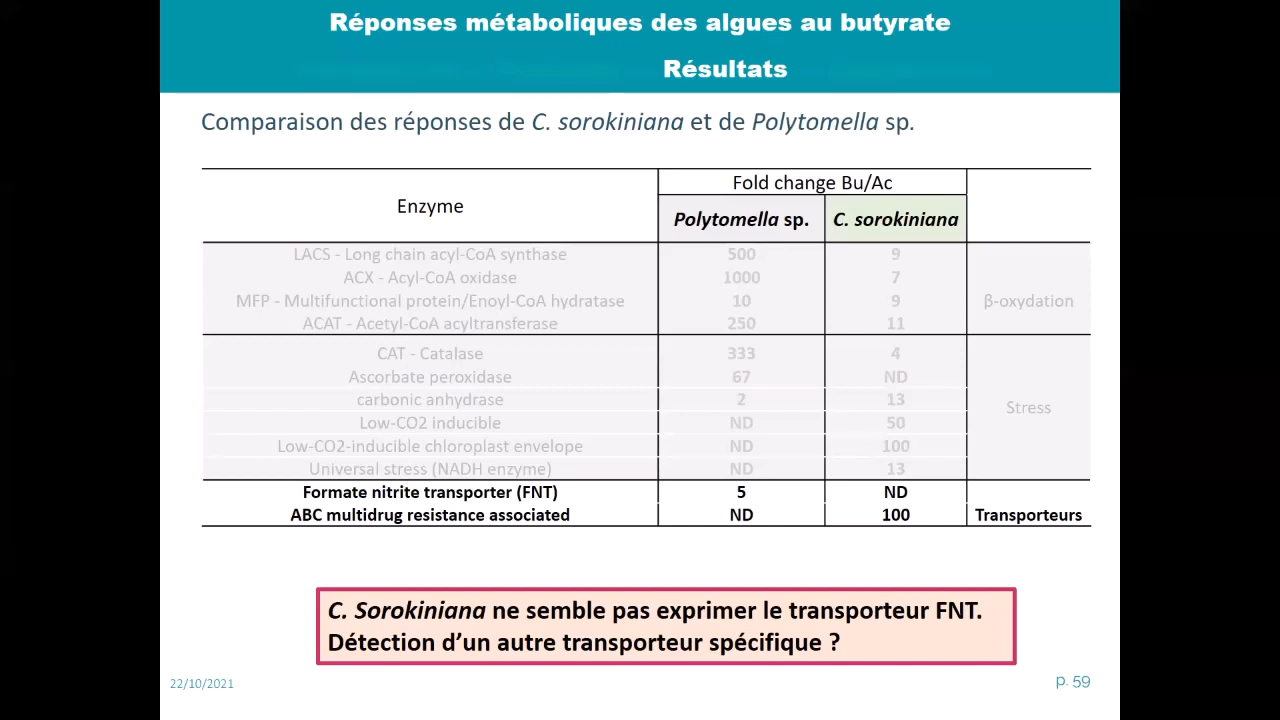 Réponses métaboliques des algues au butyrate
Résultats
Comparaison des réponses de C. sorokiniana et de Polytomella sp.
Enzyme
Fold change Bu/Ac
Polytomella sp. C. sorokiniana
LACS - Long chain acyl-CoA synthase 500 9
ACX - Acyl-CoA oxidase 1000 7
MFP - Multifunctional protein/Enoyl-CoA hydratase 10 9 β-oxydation
ACAT - Acetyl-CoA acyltransferase 250 11
CAT - Catalase 333 4
Ascorbate peroxidase 67 ND
carbonic anhydrase 2 13 Stress
Low-CO2 inducible ND 50
Low-CO2-inducible chloroplast envelope ND 100
Universal stress (NADH enzyme) ND 13
Formate nitrite transporter (FNT) 5 ND
ABC multidrug resistance associated ND 100 Transporteurs
C. Sorokiniana ne semble pas exprimer le transporteur FNT.
Détection d'un autre transporteur spécifique ?
22/10/2021 p. 59